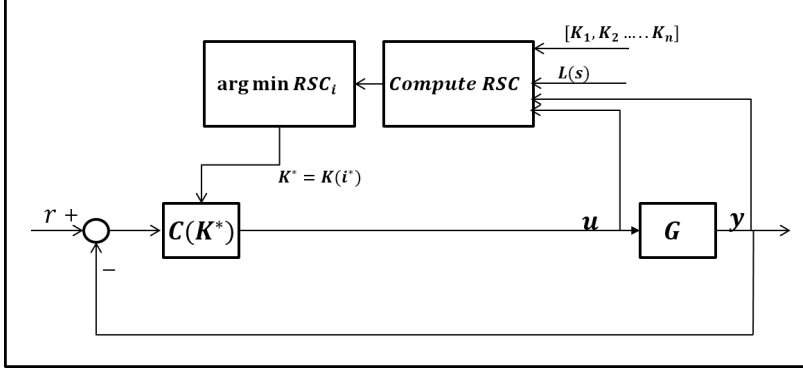 [K₁, K₂ ..... Kₙ]
L(s)
arg min RSCᵢ
Compute RSC
K* = K(i*)
r +
C(K*)
u
G
y
−